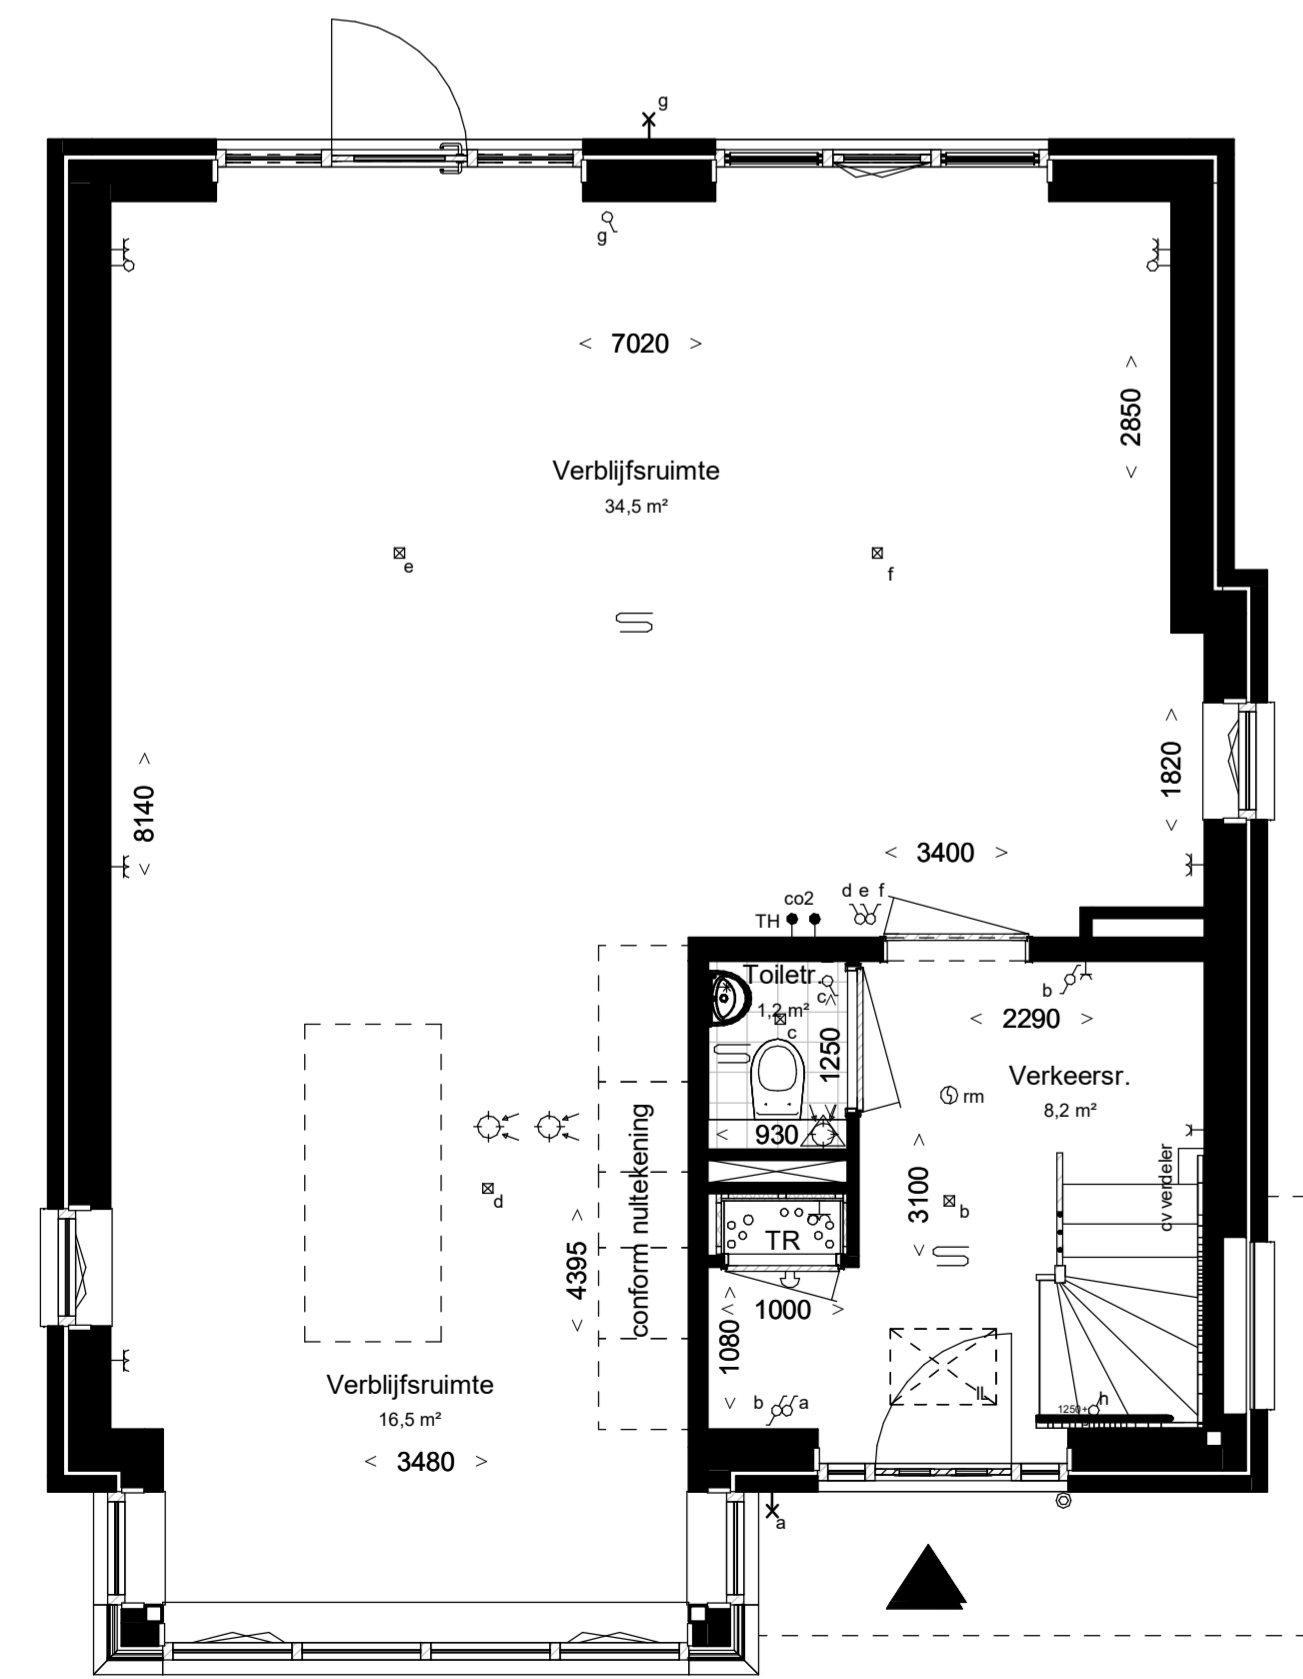 g
g
< 7020 >
< 2850 >
Verblijfsruimte
34,5 m²
e
f
< 8140 >
< 1820 >
< 3400 >
co2
d e f
TH
Toiletr.
c
1,2 m²
c
b
< 2290 >
1250
Verkeersr.
8,2 m²
rm
< 930 >
conform nultekening
cv verdeler
< 3100 >
d
b
TR
< 4395 >
< 1000 >
< 1080 >
Verblijfsruimte
16,5 m²
b
a
1250+
h
< 3480 >
a